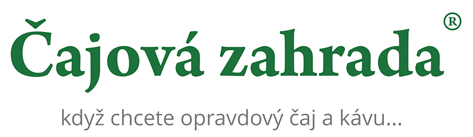 Čajová zahrada®
když chcete opravdový čaj a kávu...